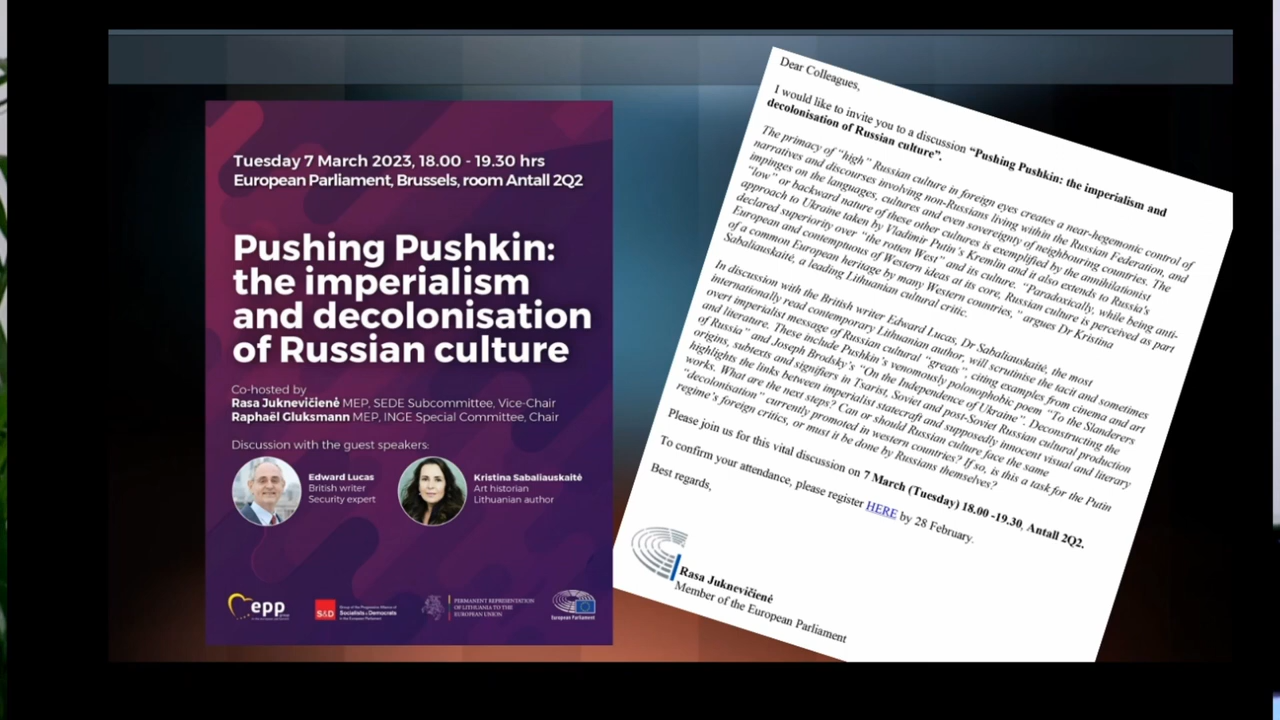 Tuesday 7 March 2023, 18.00 - 19.30 hrs
European Parliament, Brussels, room Antall 2Q2
Pushing Pushkin:
the imperialism
and decolonisation
of Russian culture
Co-hosted by
Rasa Juknevičienė MEP, SEDE Subcommittee, Vice-Chair
Raphaël Gluksmann MEP, INGE Special Committee, Chair
Discussion with the guest speakers:
Edward Lucas
British writer
Security expert
Kristina Sabaliauskaitė
Art historian
Lithuanian author
epp
S&D
Group of the Progressive Alliance of
Socialists & Democrats
in the European Parliament
PERMANENT REPRESENTATION
OF LITHUANIA TO THE
EUROPEAN UNION
European Parliament
Dear Colleagues,
I would like to invite you to a discussion “Pushing Pushkin: the imperialism and
decolonisation of Russian culture”.
The primacy of “high” Russian culture in foreign eyes creates a near-hegemonic control of
narratives and discourses involving non-Russians living within the Russian Federation, and
impinges on the languages, cultures and even sovereignty of neighbouring countries. The
“low” or backward nature of these other cultures is exemplified by the annihilationist
approach to Ukraine taken by Vladimir Putin’s Kremlin and it also extends to Russia’s
declared superiority over “the rotten West” and its culture. “Paradoxically, while being anti-
European and contemptuous of Western ideas at its core, Russian culture is perceived as part
of a common European heritage by many Western countries,” argues Dr Kristina
Sabaliauskaitė, a leading Lithuanian cultural critic.
In discussion with the British writer Edward Lucas, Dr Sabaliauskaitė, the most
internationally read contemporary Lithuanian author, will scrutinise the tacit and sometimes
overt imperialist message of Russian cultural “greats”, citing examples from cinema and art
and literature. These include Pushkin’s venomously polonophobic poem “To the Slanderers
of Russia” and Joseph Brodsky’s “On the Independence of Ukraine”. Deconstructing the
origins, subtexts and signifiers in Tsarist, Soviet and post-Soviet Russian cultural production
highlights the links between imperialist statecraft and supposedly innocent visual and literary
works. What are the next steps? Can or should Russian culture face the same
“decolonisation” currently promoted in western countries? If so, is this a task for the Putin
regime’s foreign critics, or must it be done by Russians themselves?
Please join us for this vital discussion on 7 March (Tuesday) 18.00 -19.30, Antall 2Q2.
To confirm your attendance, please register HERE by 28 February.
Best regards,
Rasa Juknevičienė
Member of the European Parliament